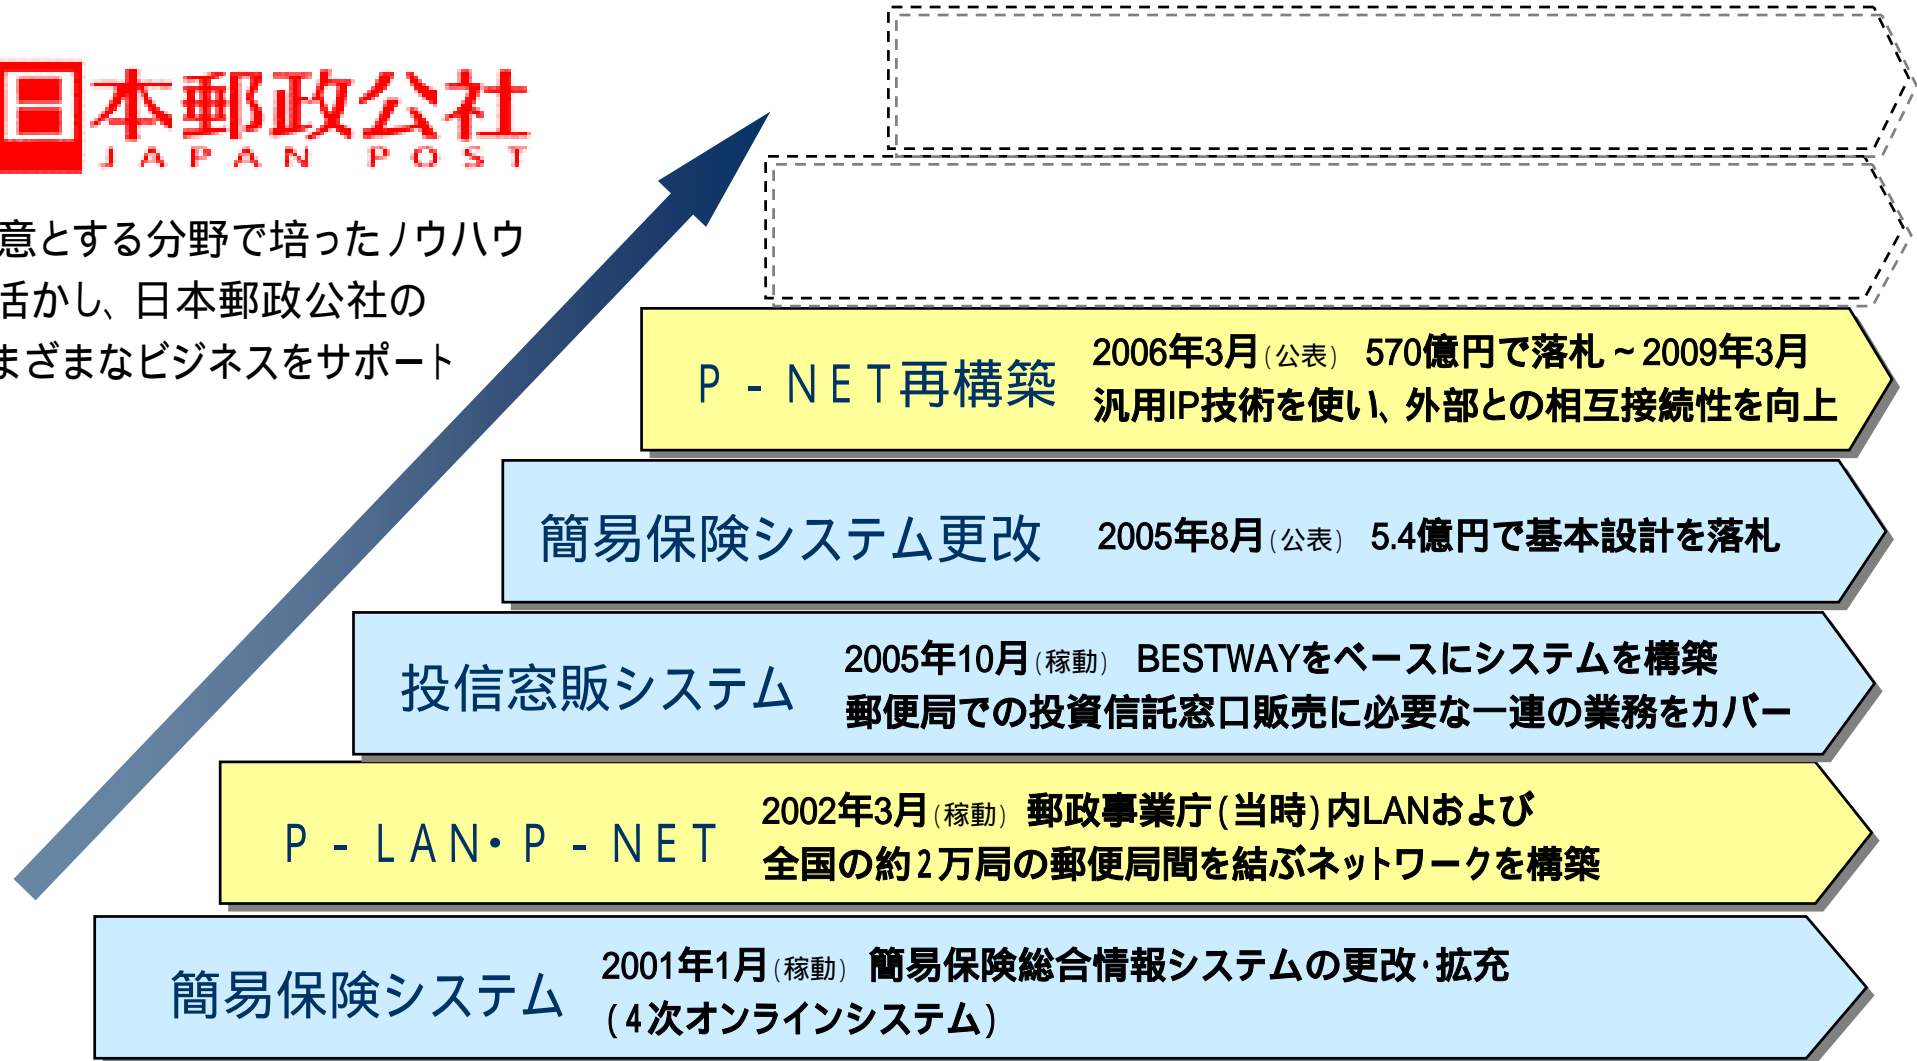 日本郵政公社
JAPAN POST
意とする分野で培ったノウハウ
活かし、日本郵政公社の
まざまなビジネスをサポート
P-NET再構築
2006年3月(公表) 570億円で落札~2009年3月
汎用IP技術を使い、外部との相互接続性を向上
簡易保険システム更改
2005年8月(公表) 5.4億円で基本設計を落札
投信窓販システム
2005年10月(稼動) BESTWAYをベースにシステムを構築
郵便局での投資信託窓口販売に必要な一連の業務をカバー
P-LAN・P-NET
2002年3月(稼動) 郵政事業庁(当時)内LANおよび
全国の約2万局の郵便局間を結ぶネットワークを構築
簡易保険システム
2001年1月(稼動) 簡易保険総合情報システムの更改・拡充
(4次オンラインシステム)